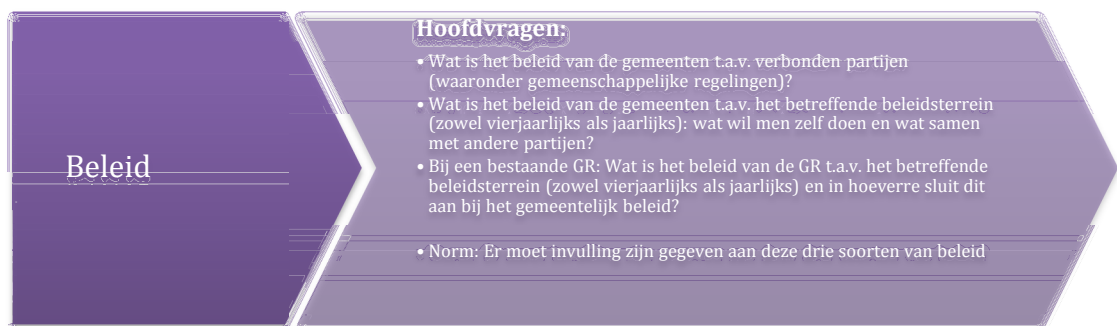 Beleid
Hoofdvragen:
• Wat is het beleid van de gemeenten t.a.v. verbonden partijen
(waaronder gemeenschappelijke regelingen)?
• Wat is het beleid van de gemeenten t.a.v. het betreffende beleidsterrein
(zowel vierjaarlijks als jaarlijks): wat wil men zelf doen en wat samen
met andere partijen?
• Bij een bestaande GR: Wat is het beleid van de GR t.a.v. het betreffende
beleidsterrein (zowel vierjaarlijks als jaarlijks) en in hoeverre sluit dit
aan bij het gemeentelijk beleid?
• Norm: Er moet invulling zijn gegeven aan deze drie soorten van beleid